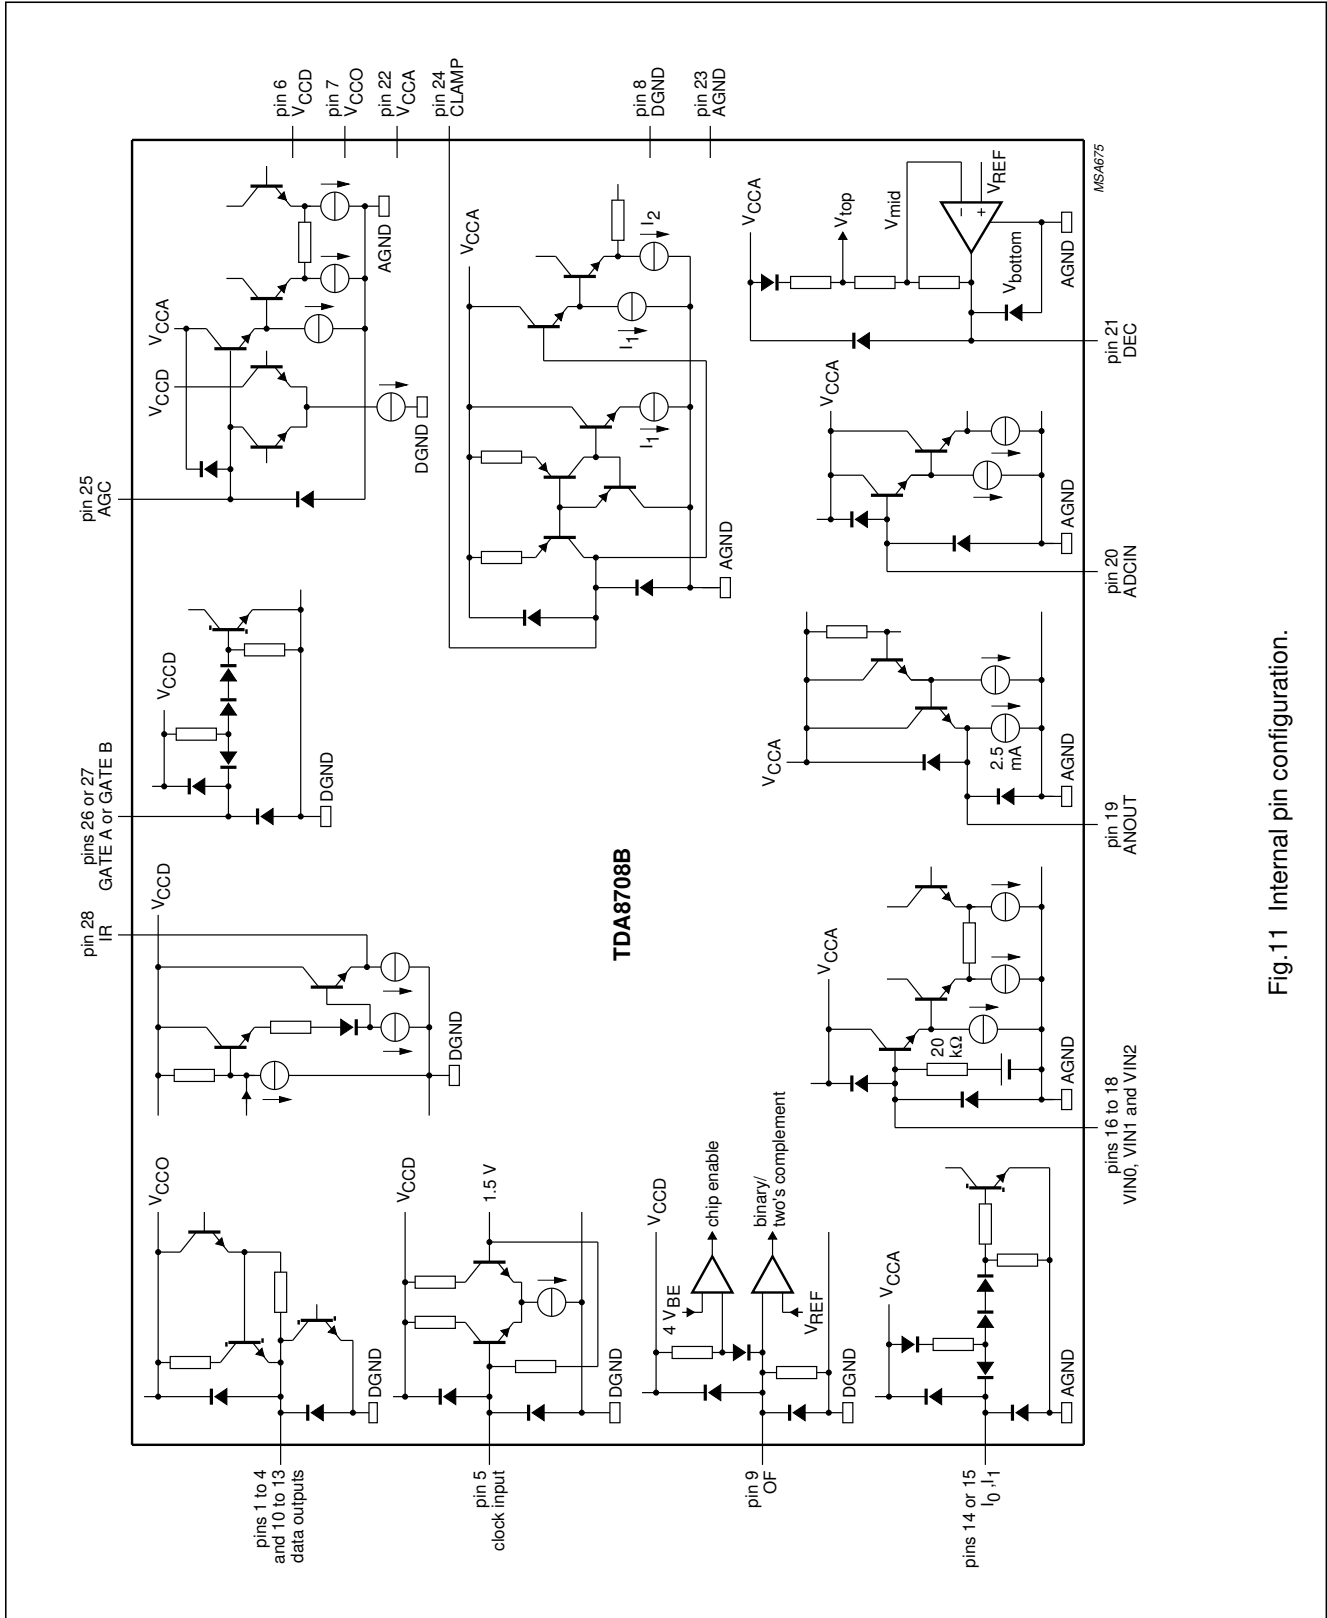 pin 25
AGC
VCCD
VCCA
AGND
DGND
pin 6
VCCD
pin 7
VCCO
pin 22
VCCA
pin 24
CLAMP
pin 8
DGND
pin 23
AGND
pins 26 or 27
GATE A or GATE B
VCCD
DGND
pin 28
IR
VCCD
DGND
VCCA
I1
I1
I2
AGND
TDA8708B
VCCO
DGND
pins 1 to 4
and 10 to 13
data outputs
VCCD
1.5 V
DGND
pin 5
clock input
VCCD
4 VBE
chip enable
binary/
two's complement
VREF
DGND
pin 9
OF
VCCA
AGND
pins 14 or 15
I0 ,I1
VCCA
20
kΩ
AGND
pins 16 to 18
VIN0, VIN1 and VIN2
VCCA
2.5
mA
AGND
pin 19
ANOUT
VCCA
AGND
pin 20
ADCIN
VCCA
Vtop
Vmid
VREF
−
+
Vbottom
AGND
pin 21
DEC
MSA675
Fig.11 Internal pin configuration.